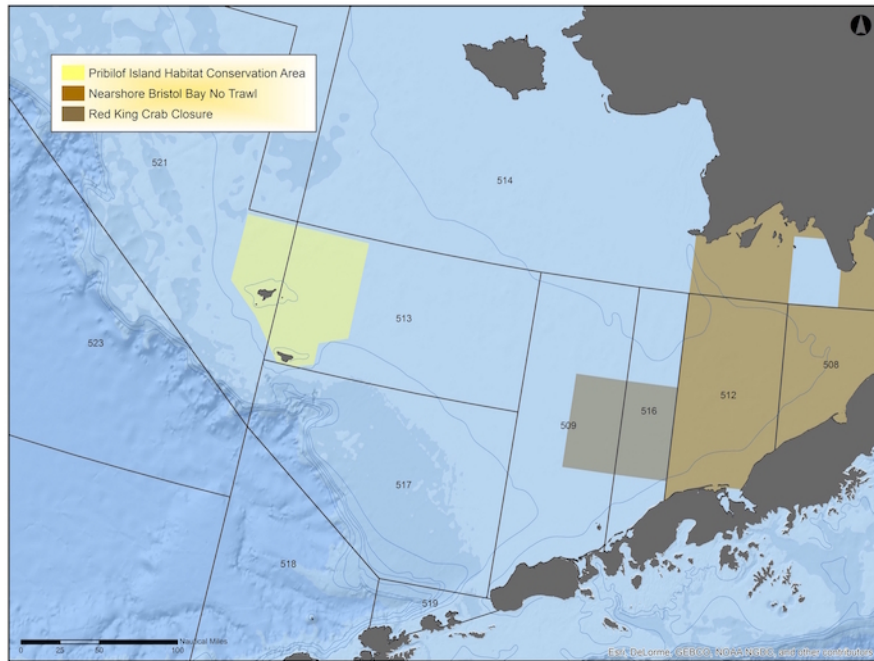 Pribilof Island Habitat Conservation Area
Nearshore Bristol Bay No Trawl
Red King Crab Closure
521
514
513
523
508
512
516
509
517
518
519
0 25 50 100
Nautical Miles
Esri, DeLorme, GEBCO, NOAA NGDC, and other contributors